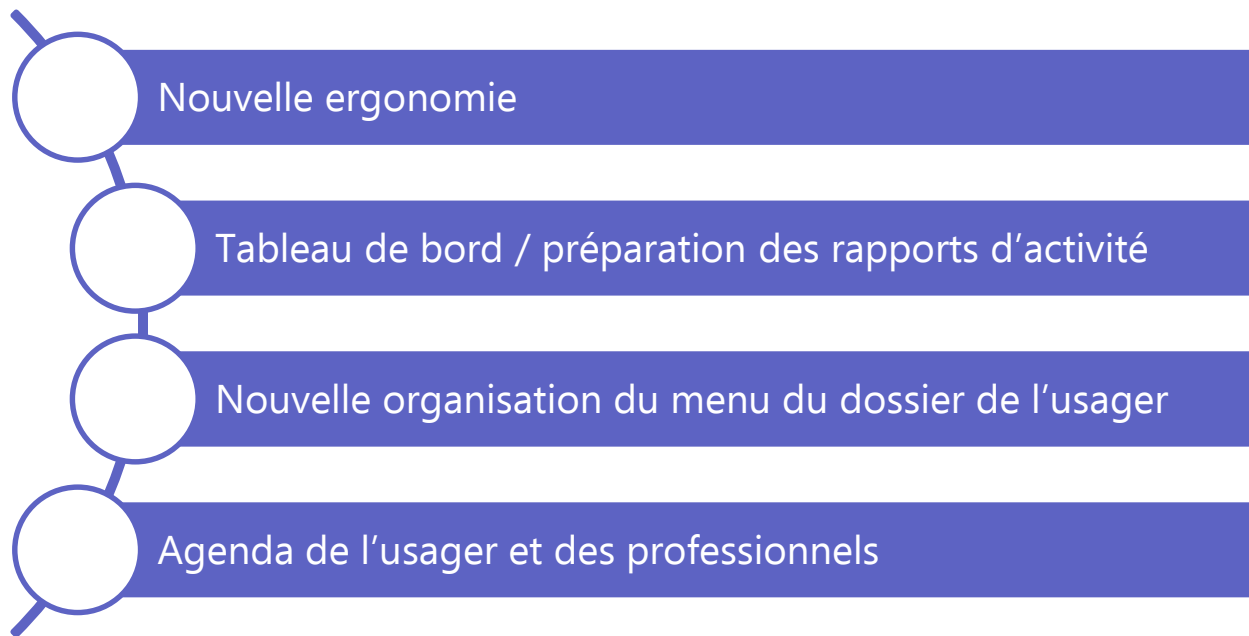 Nouvelle ergonomie
Tableau de bord / préparation des rapports d’activité
Nouvelle organisation du menu du dossier de l’usager
Agenda de l’usager et des professionnels